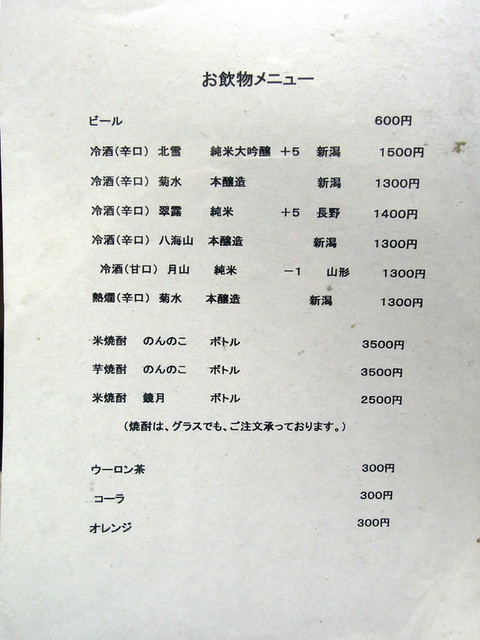 お飲物メニュー
ビール 600円
冷酒(辛口) 北雪 純米大吟醸 +5 新潟 1500円
冷酒(辛口) 菊水 本醸造 新潟 1300円
冷酒(辛口) 翠露 純米 +5 長野 1400円
冷酒(辛口) 八海山 本醸造 新潟 1300円
冷酒(甘口) 月山 純米 −1 山形 1300円
熱燗(辛口) 菊水 本醸造 新潟 1300円
米焼酎 のんのこ ボトル 3500円
芋焼酎 のんのこ ボトル 3500円
米焼酎 鏡月 ボトル 2500円
(焼酎は、グラスでも、ご注文承っております。)
ウーロン茶 300円
コーラ 300円
オレンジ 300円